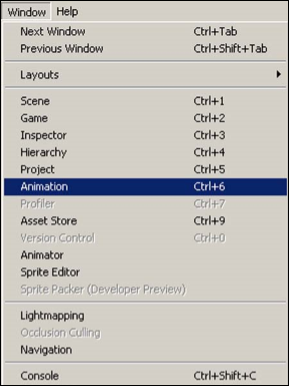 Window Help
Next Window Ctrl+Tab
Previous Window Ctrl+Shift+Tab
Layouts
Scene Ctrl+1
Game Ctrl+2
Inspector Ctrl+3
Hierarchy Ctrl+4
Project Ctrl+5
Animation Ctrl+6
Profiler Ctrl+7
Asset Store Ctrl+9
Version Control Ctrl+0
Animator
Sprite Editor
Sprite Packer (Developer Preview)
Lightmapping
Occlusion Culling
Navigation
Console Ctrl+Shift+C